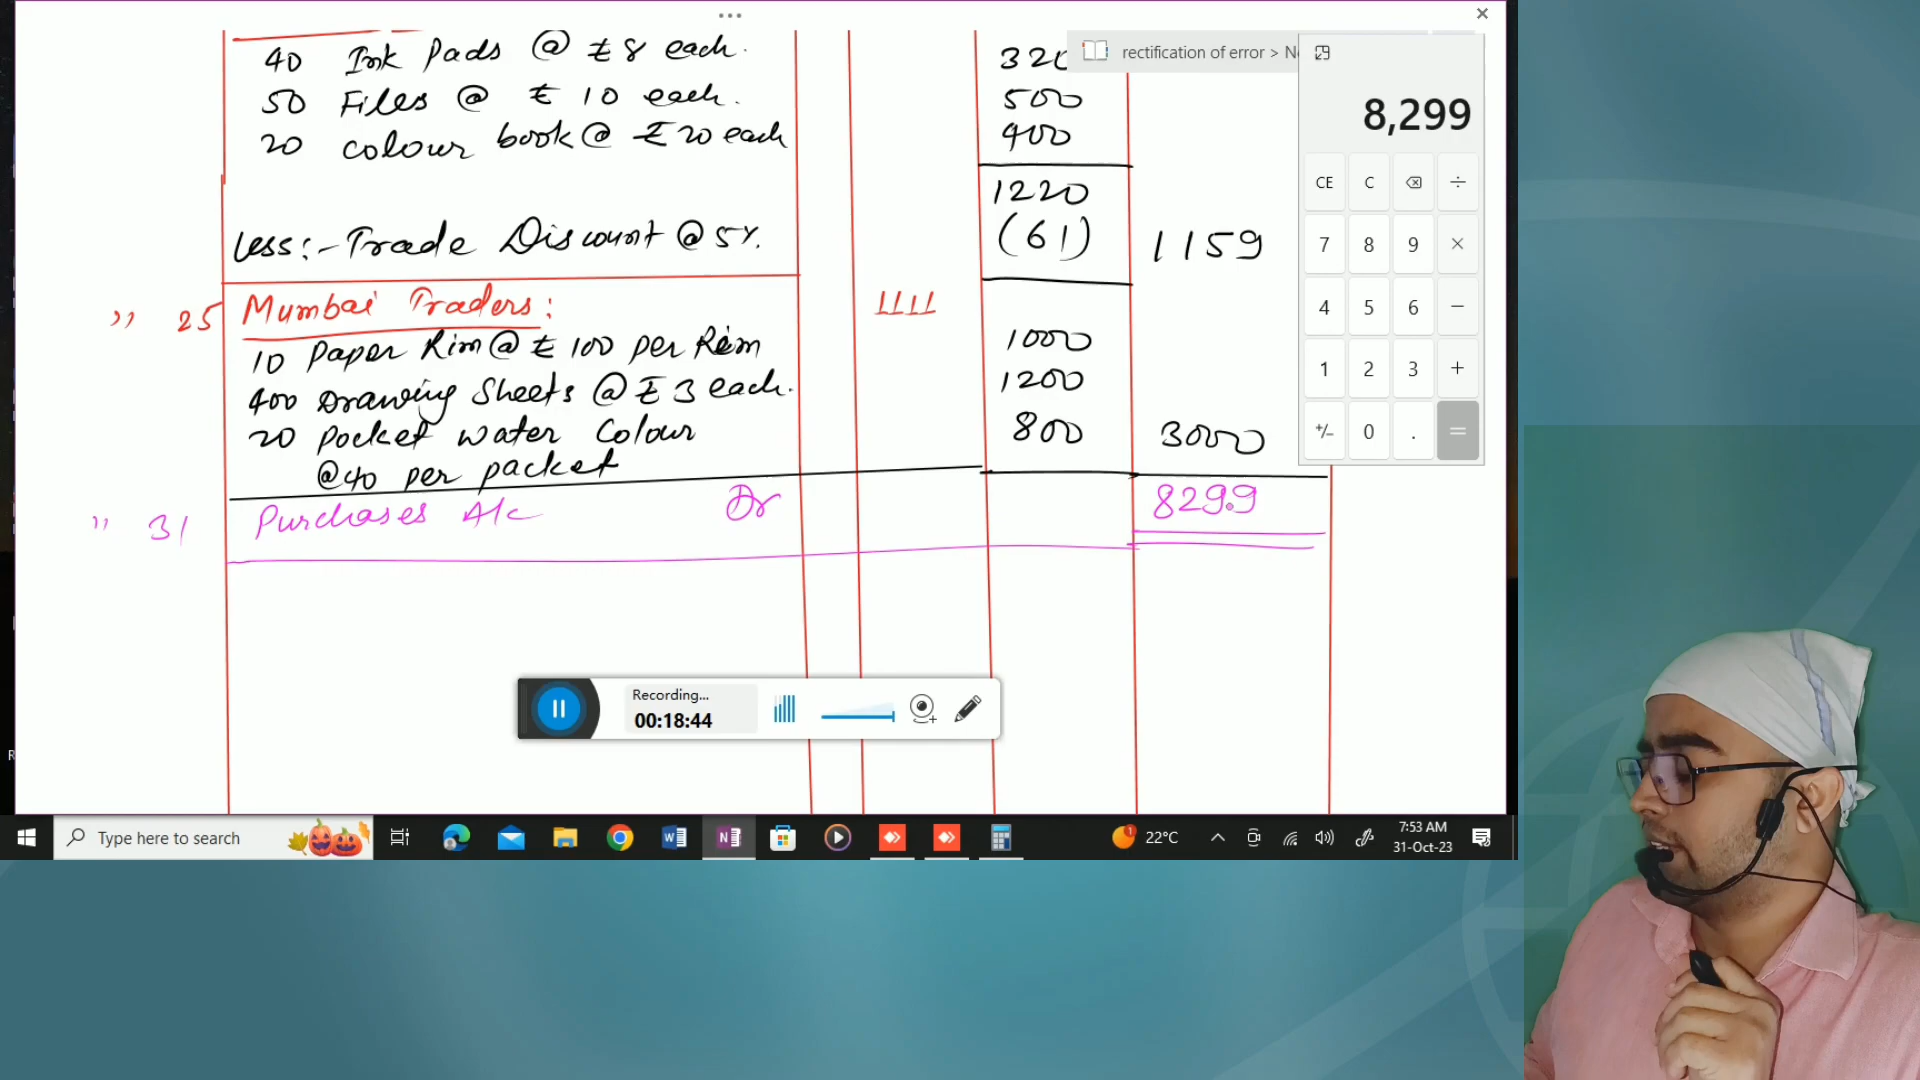 40 Ink Pads @ ₹ 8 each. 320
rectification of error > N
50 Files @ ₹ 10 each. 500
20 colour book @ ₹ 20 each 400
1220
Less:- Trade Discount @ 5%. (61) 1159
8,299
CE C ÷
7 8 9 ×
4 5 6 −
1 2 3 +
+/− 0 . =
" 25 Mumbai Traders:
10 Paper Rim @ ₹ 100 per Rim 1000
400 Drawing Sheets @ ₹ 3 each. 1200
20 Pocket water Colour 800 3000
@40 per packet
" 31 Purchases A/c Dr 8299
Recording...
00:18:44
Type here to search
22°C
7:53 AM
31-Oct-23